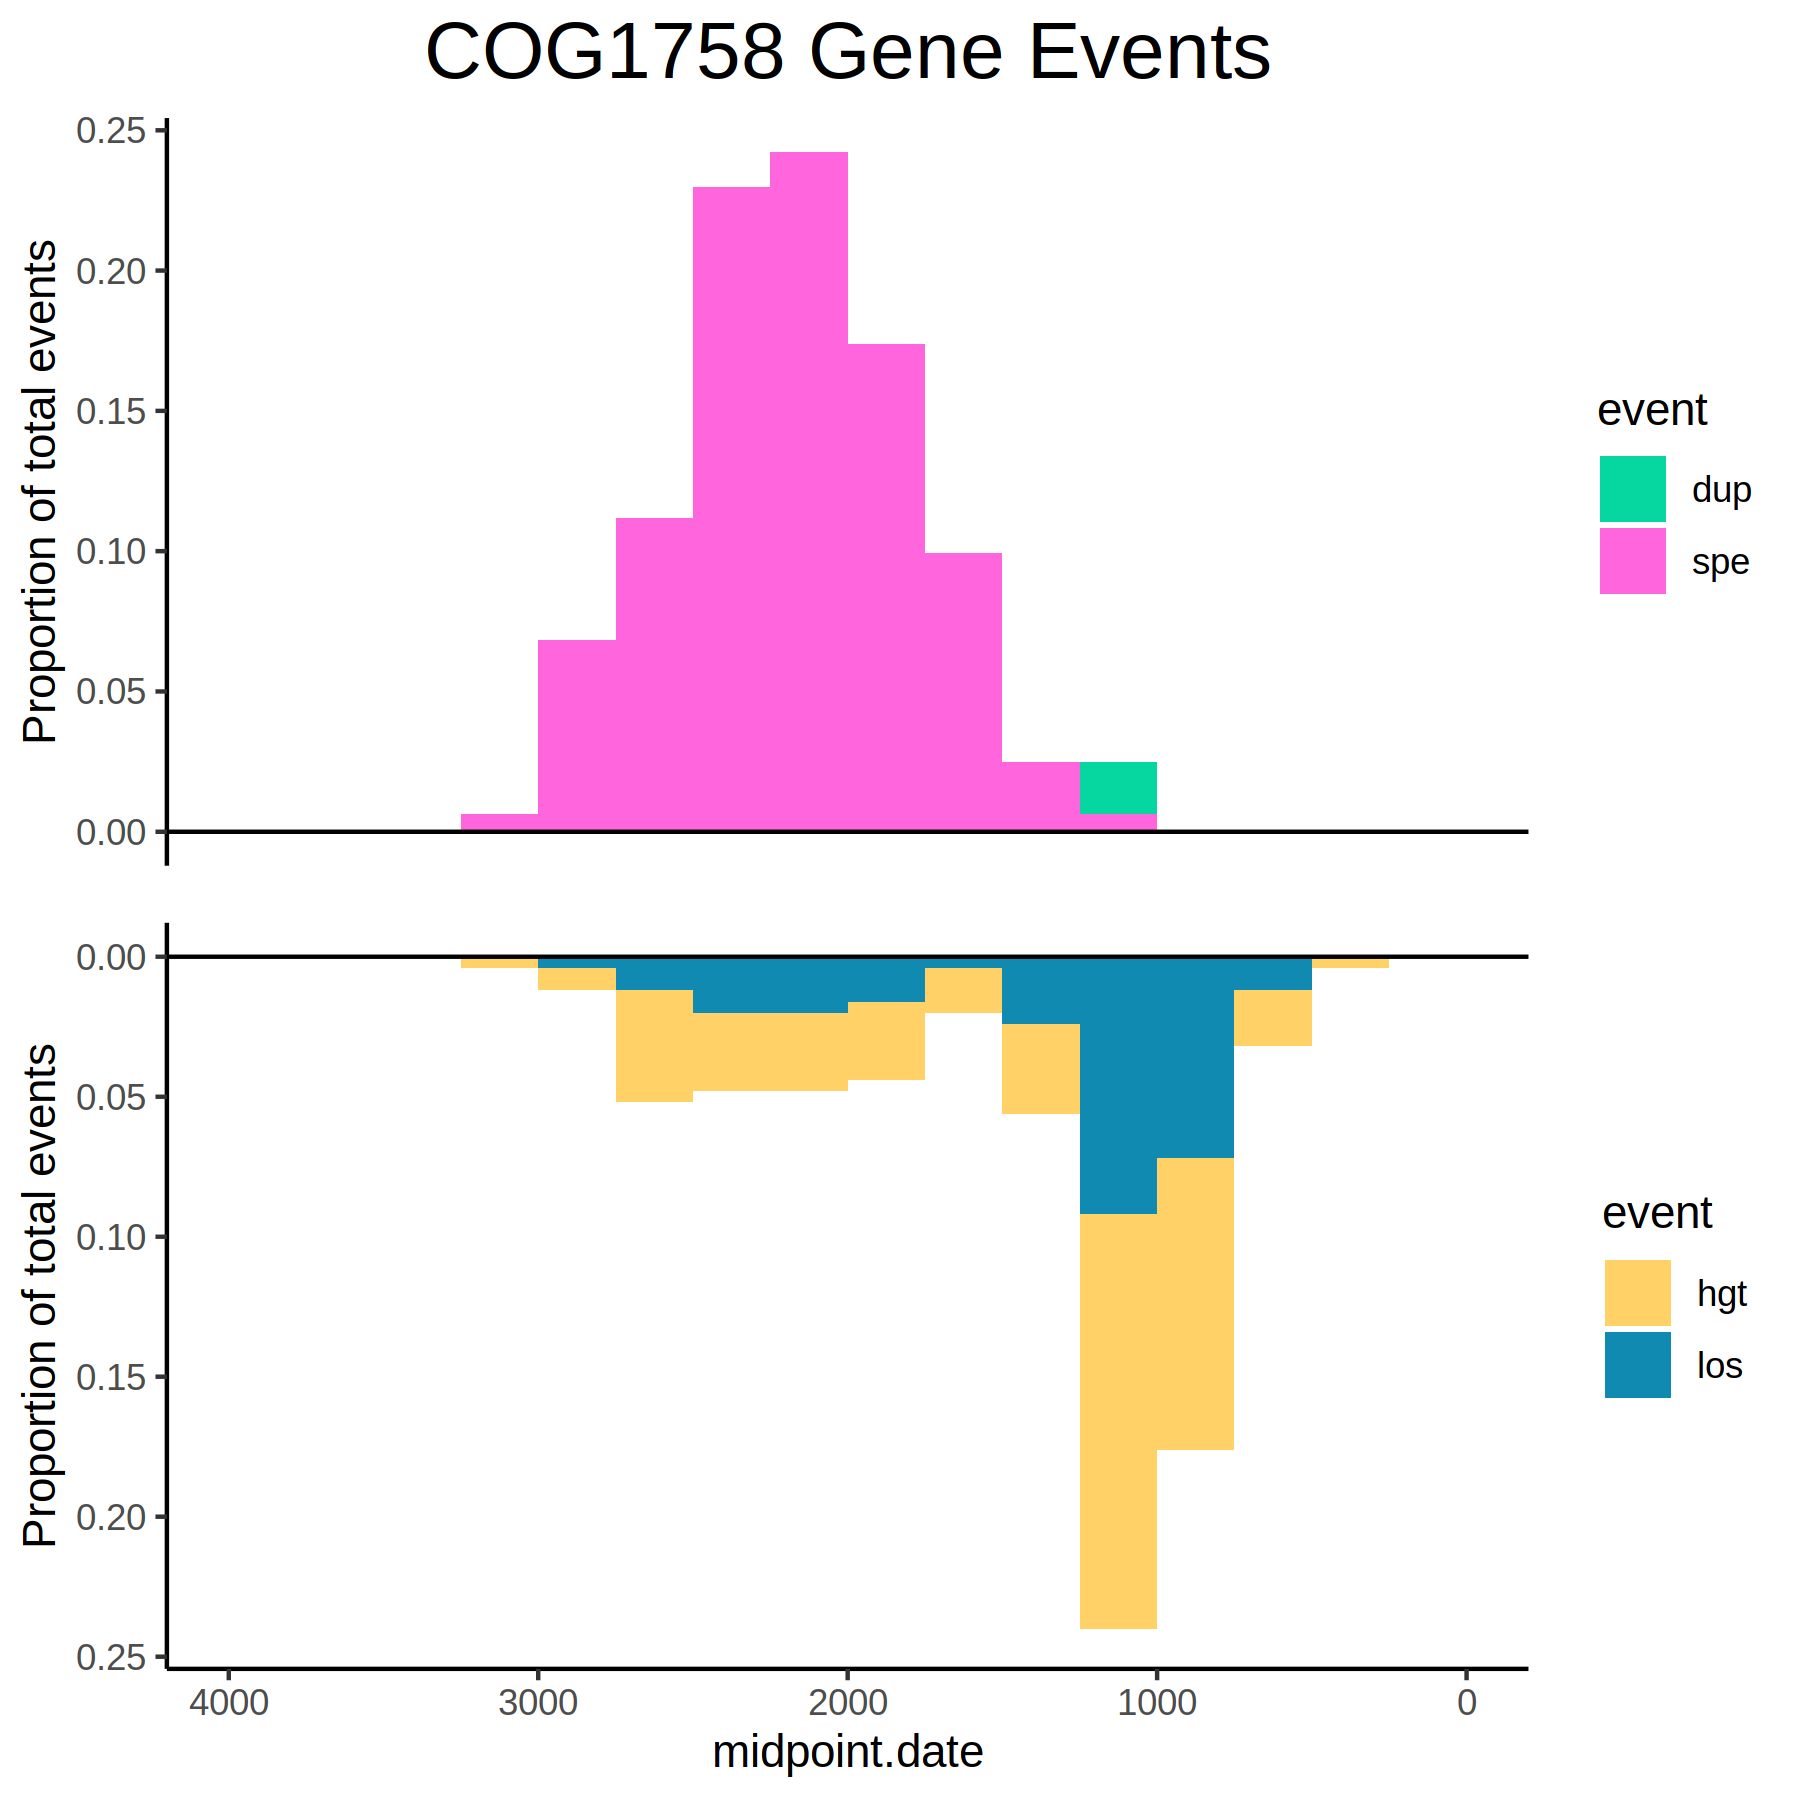 COG1758 Gene Events
Proportion of total events
0.25
0.20
0.15
0.10
0.05
0.00
event
dup
spe
Proportion of total events
0.00
0.05
0.10
0.15
0.20
0.25
event
hgt
los
4000 3000 2000 1000 0
midpoint.date